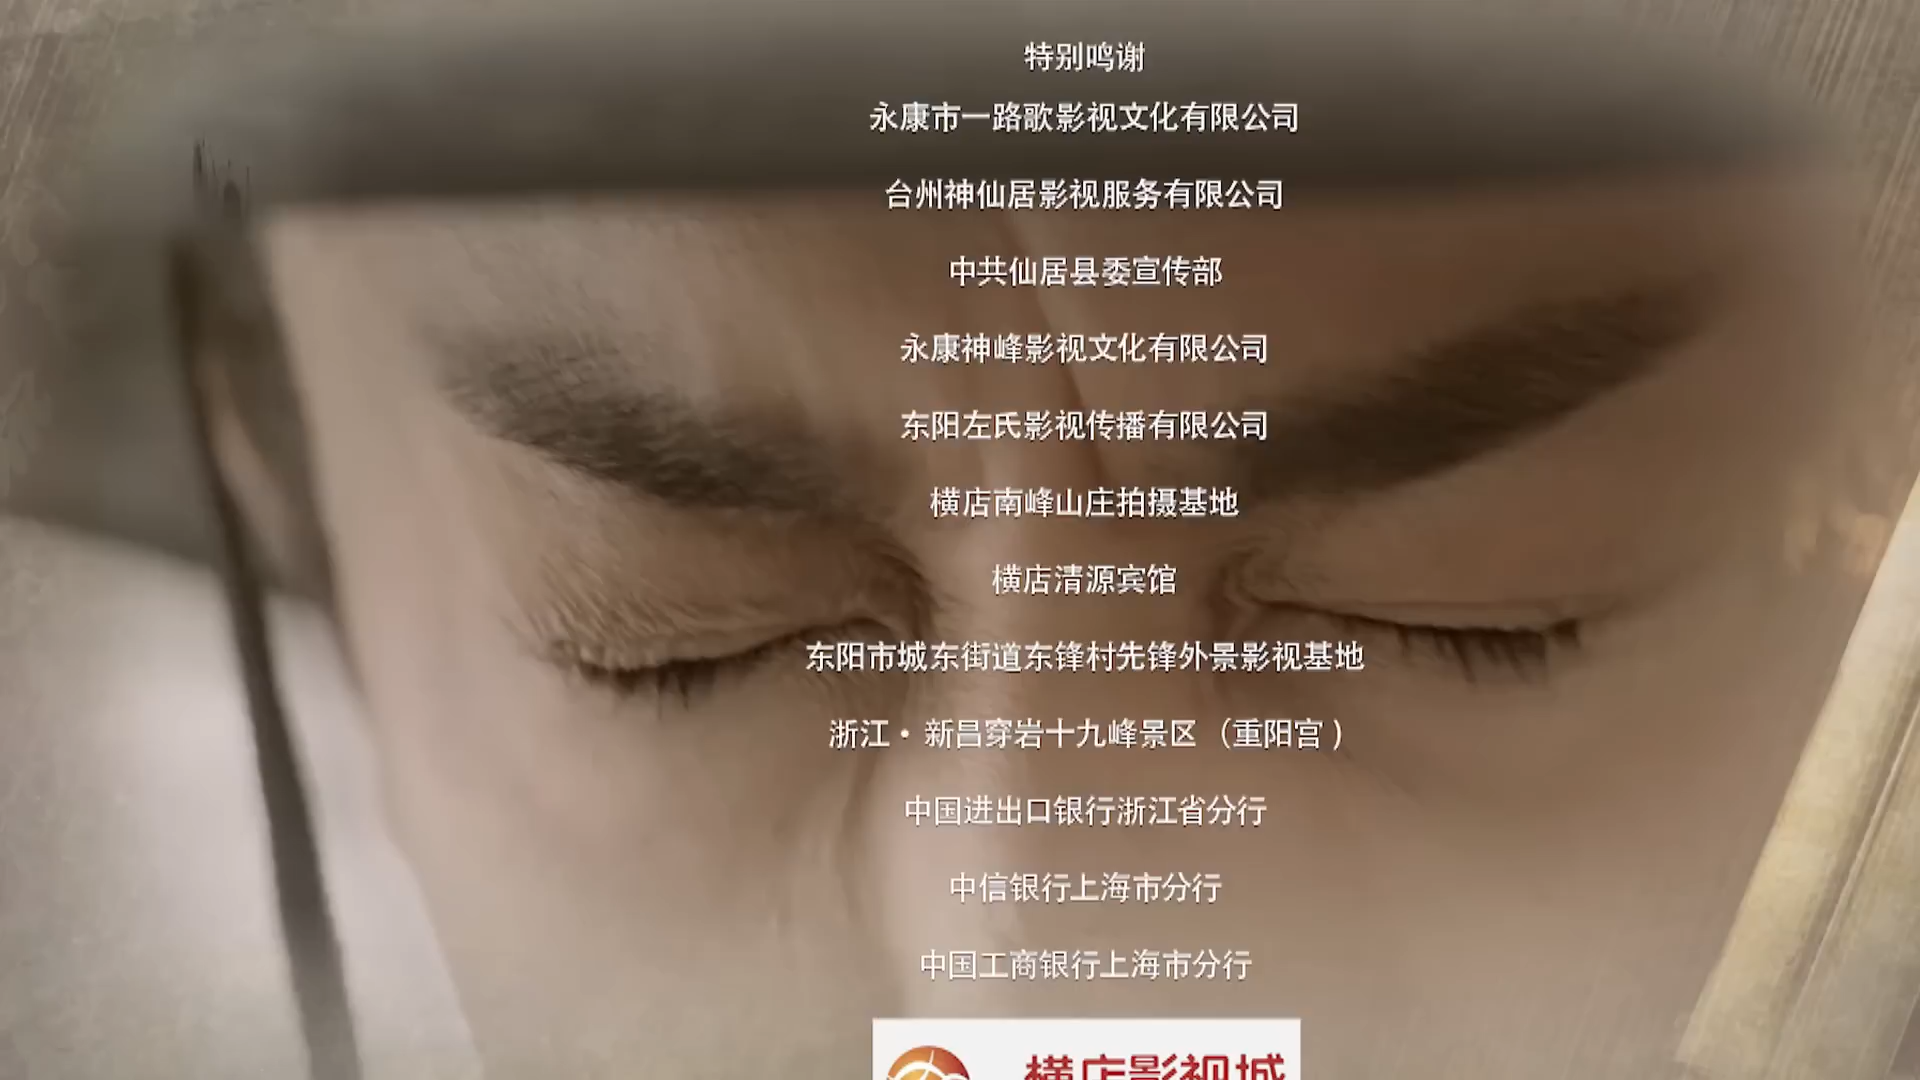 特别鸣谢
永康市一路歌影视文化有限公司
台州神仙居影视服务有限公司
中共仙居县委宣传部
永康神峰影视文化有限公司
东阳左氏影视传播有限公司
横店南峰山庄拍摄基地
横店清源宾馆
东阳市城东街道东锋村先锋外景影视基地
浙江·新昌穿岩十九峰景区（重阳宫）
中国进出口银行浙江省分行
中信银行上海市分行
中国工商银行上海市分行
横店影视城